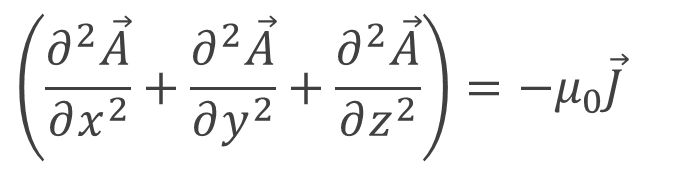 (∂²A⃗/∂x² + ∂²A⃗/∂y² + ∂²A⃗/∂z²) = −μ₀J⃗